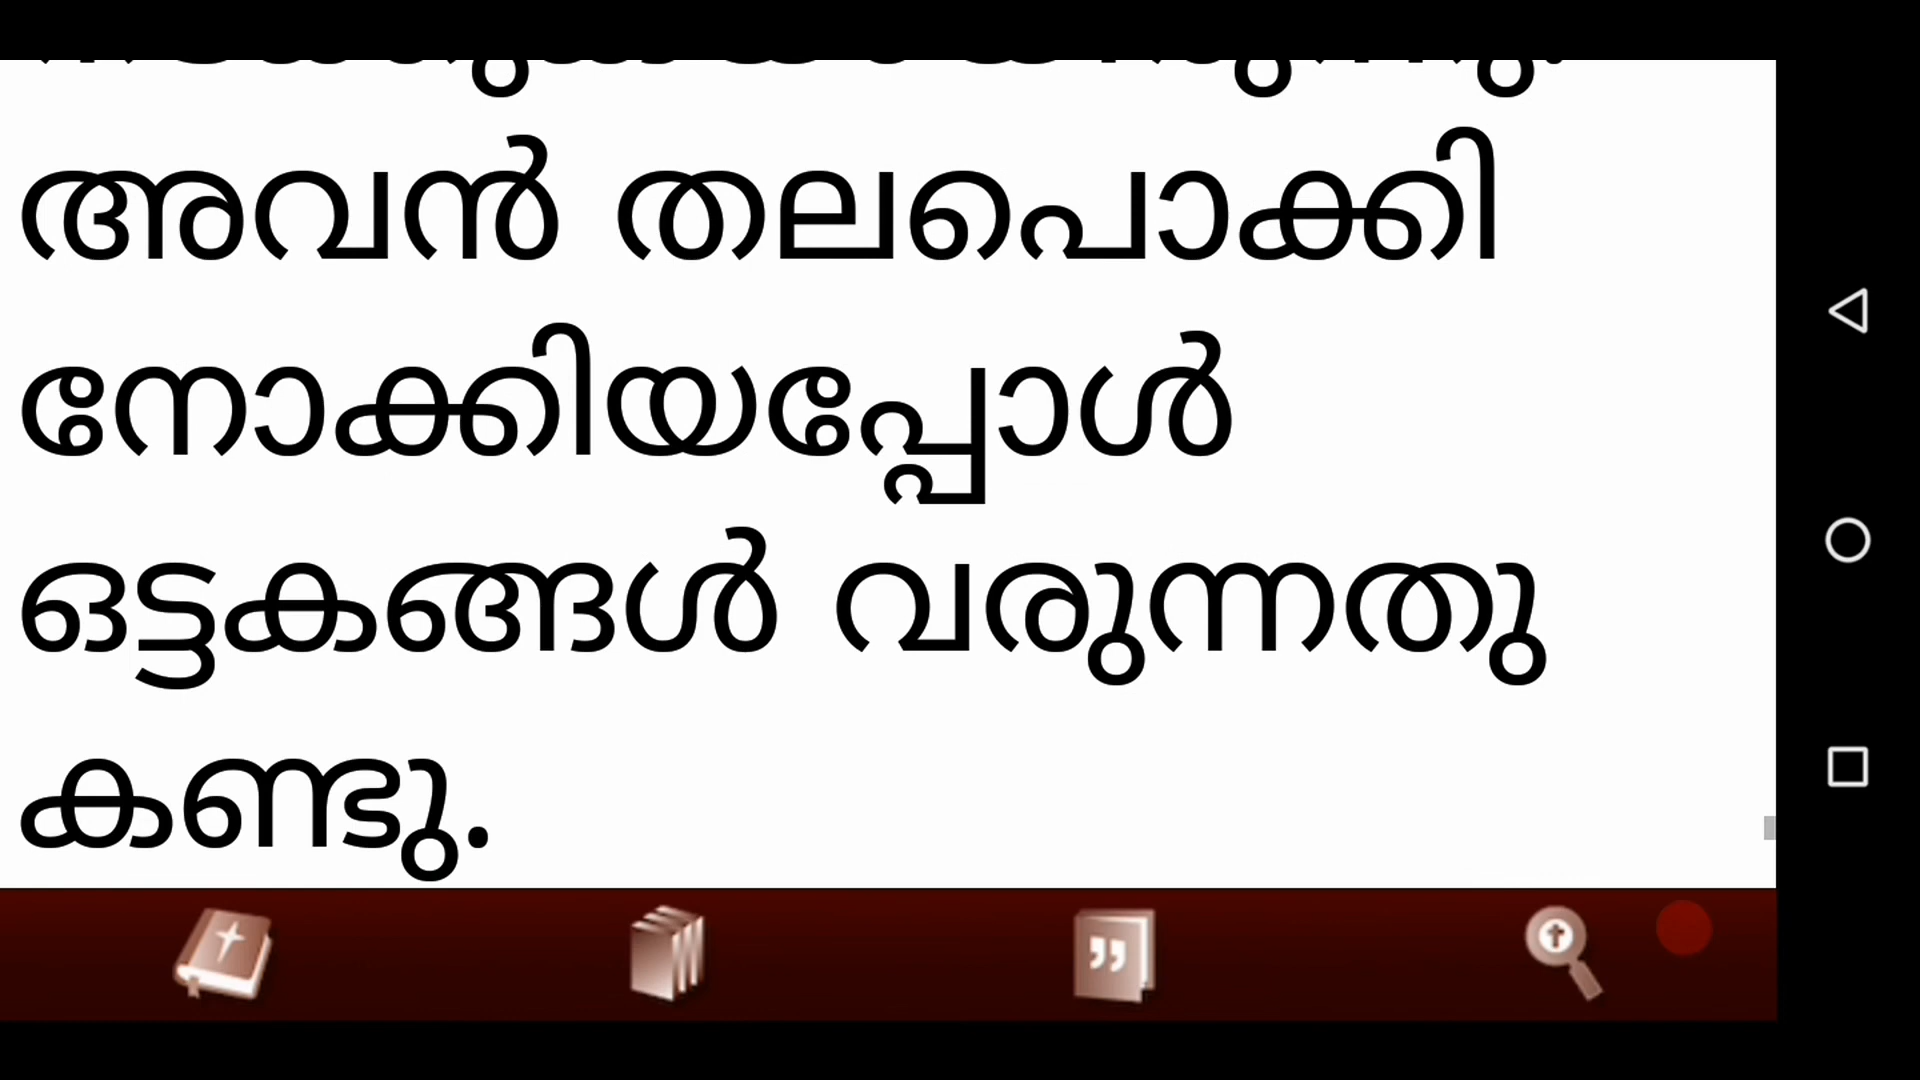 അവൻ തലപൊക്കി
നോക്കിയപ്പോൾ
ഒട്ടകങ്ങൾ വരുന്നതു
കണ്ടു.